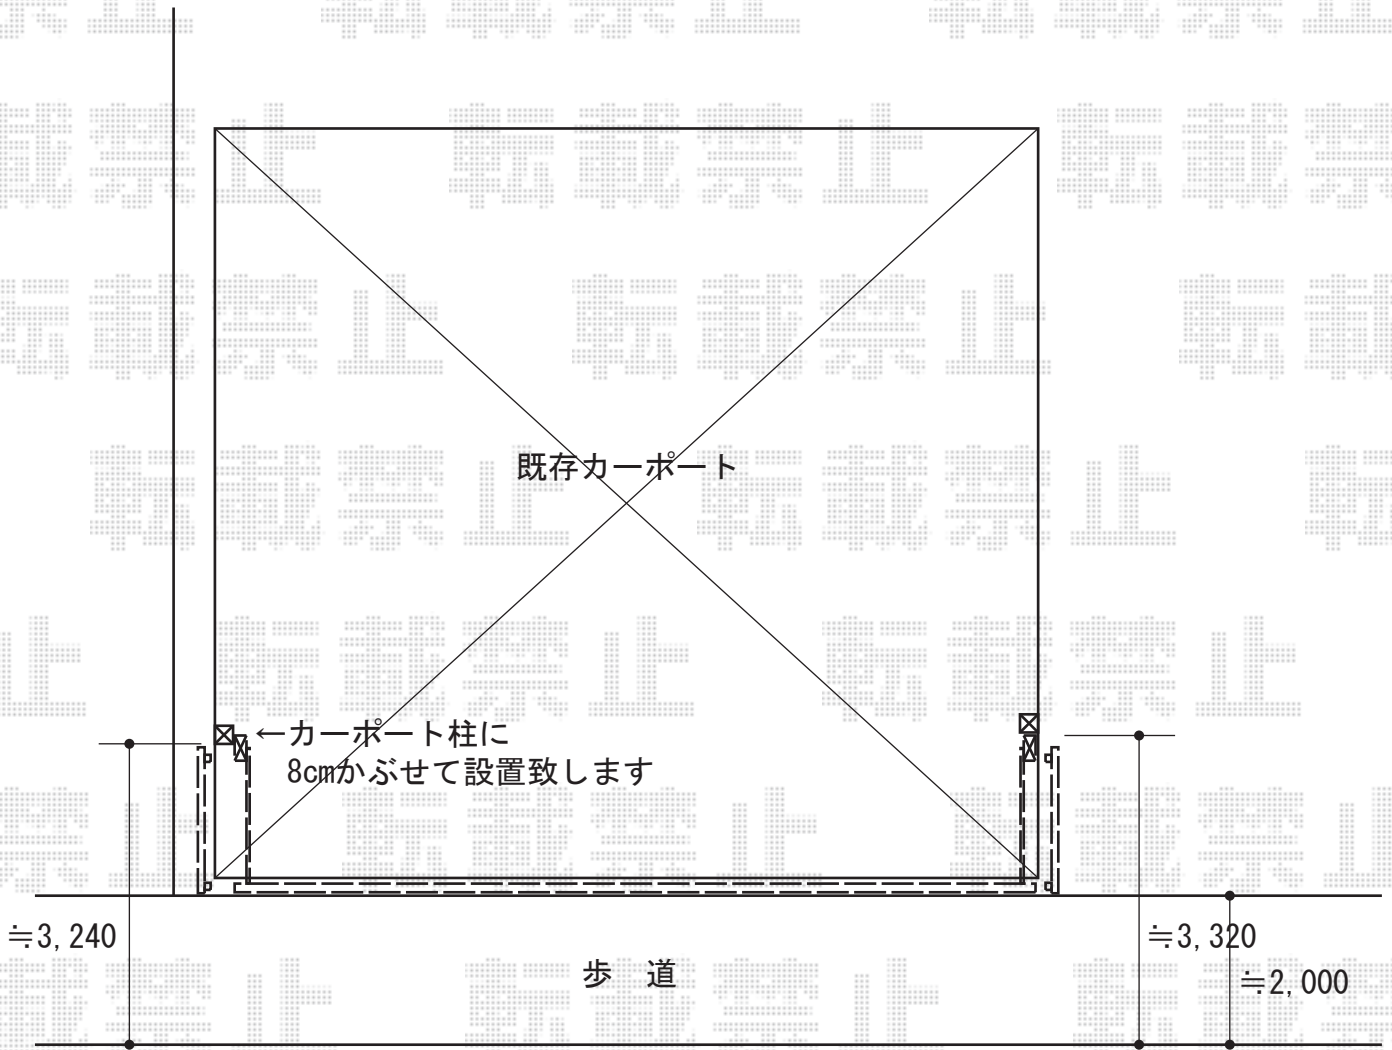 既存カーポート
←カーポート柱に
8cmかぶせて設置致します
≒3,240
≒3,320
歩 道
≒2,000
転載禁止